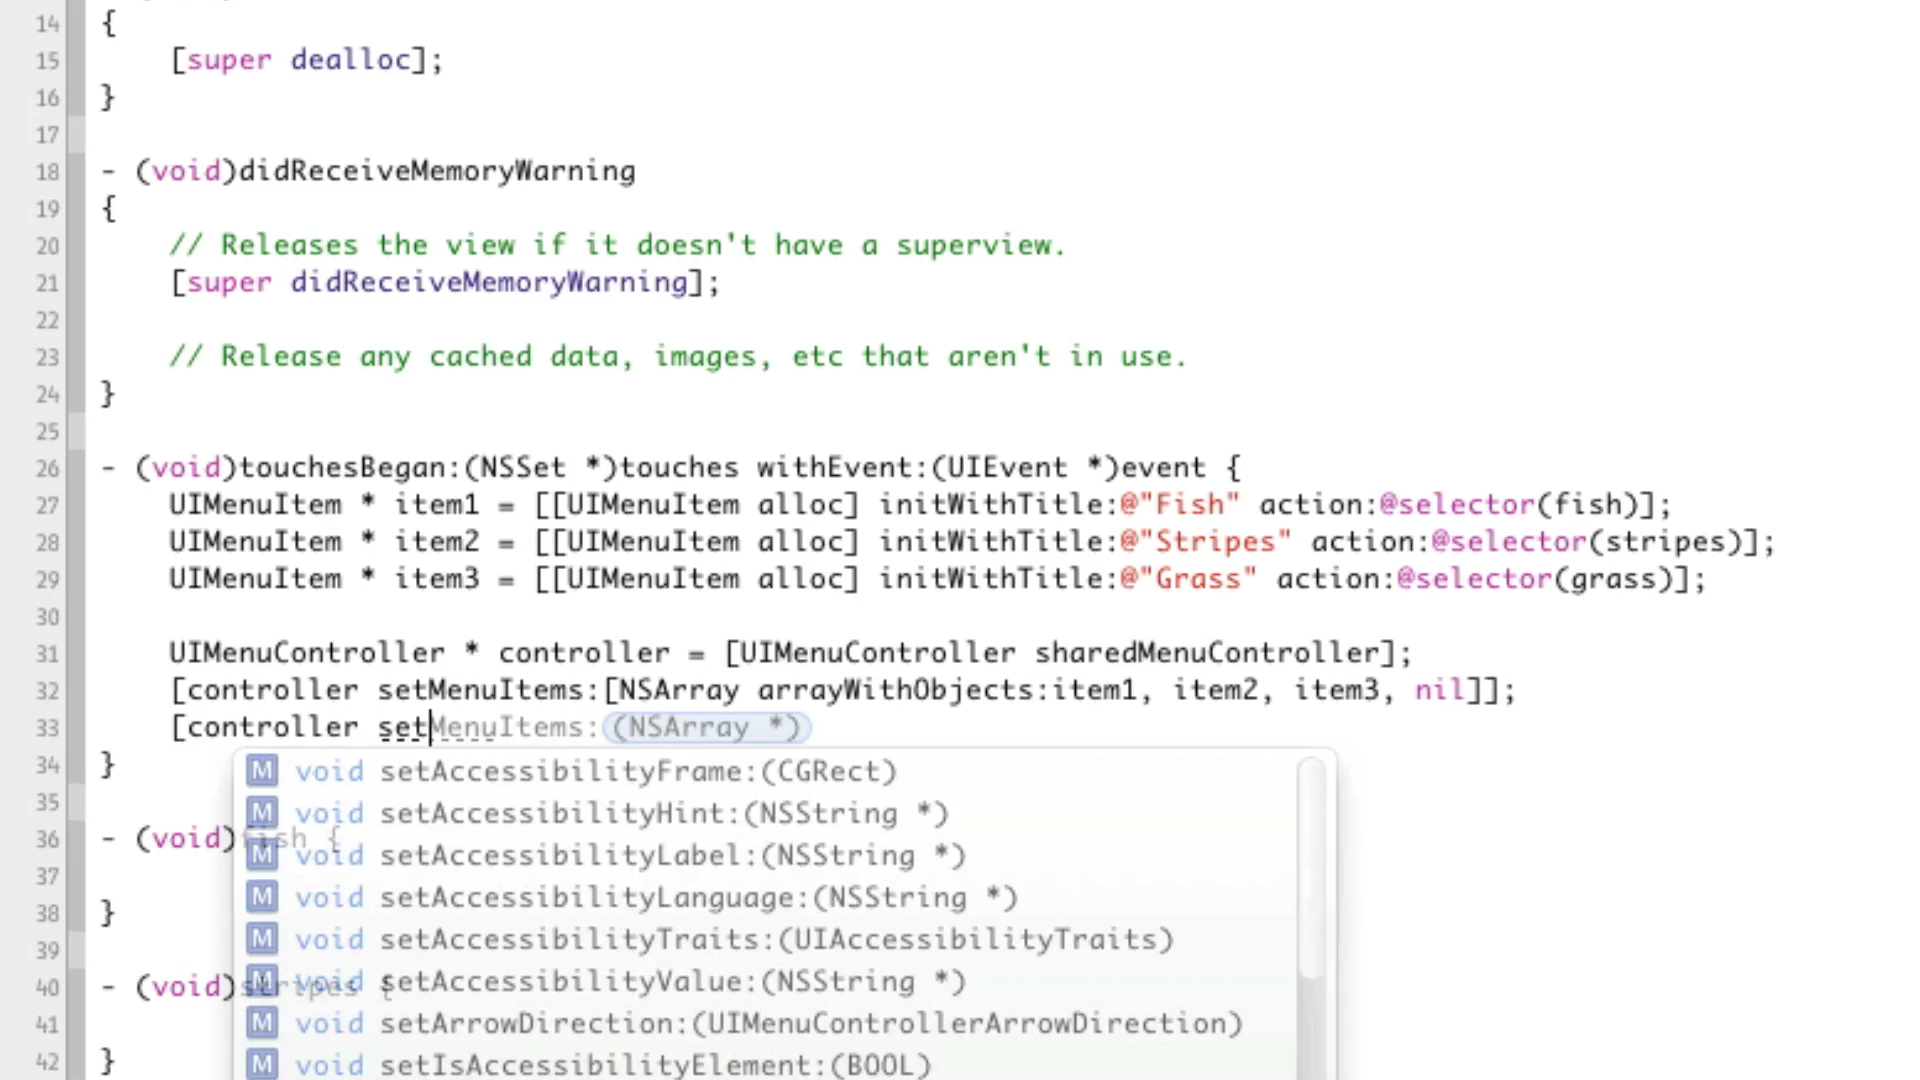 14 {
15 [super dealloc];
16 }
17
18 - (void)didReceiveMemoryWarning
19 {
20 // Releases the view if it doesn't have a superview.
21 [super didReceiveMemoryWarning];
22
23 // Release any cached data, images, etc that aren't in use.
24 }
25
26 - (void)touchesBegan:(NSSet *)touches withEvent:(UIEvent *)event {
27 UIMenuItem * item1 = [[UIMenuItem alloc] initWithTitle:@"Fish" action:@selector(fish)];
28 UIMenuItem * item2 = [[UIMenuItem alloc] initWithTitle:@"Stripes" action:@selector(stripes)];
29 UIMenuItem * item3 = [[UIMenuItem alloc] initWithTitle:@"Grass" action:@selector(grass)];
30
31 UIMenuController * controller = [UIMenuController sharedMenuController];
32 [controller setMenuItems:[NSArray arrayWithObjects:item1, item2, item3, nil]];
33 [controller setMenuItems:(NSArray *)
34 }
M void setAccessibilityFrame:(CGRect)
35
M void setAccessibilityHint:(NSString *)
36 - (void)fish {
M void setAccessibilityLabel:(NSString *)
37
M void setAccessibilityLanguage:(NSString *)
38 }
M void setAccessibilityTraits:(UIAccessibilityTraits)
39
M void setAccessibilityValue:(NSString *)
40 - (void)stripes {
M void setArrowDirection:(UIMenuControllerArrowDirection)
41
M void setIsAccessibilityElement:(BOOL)
42 }